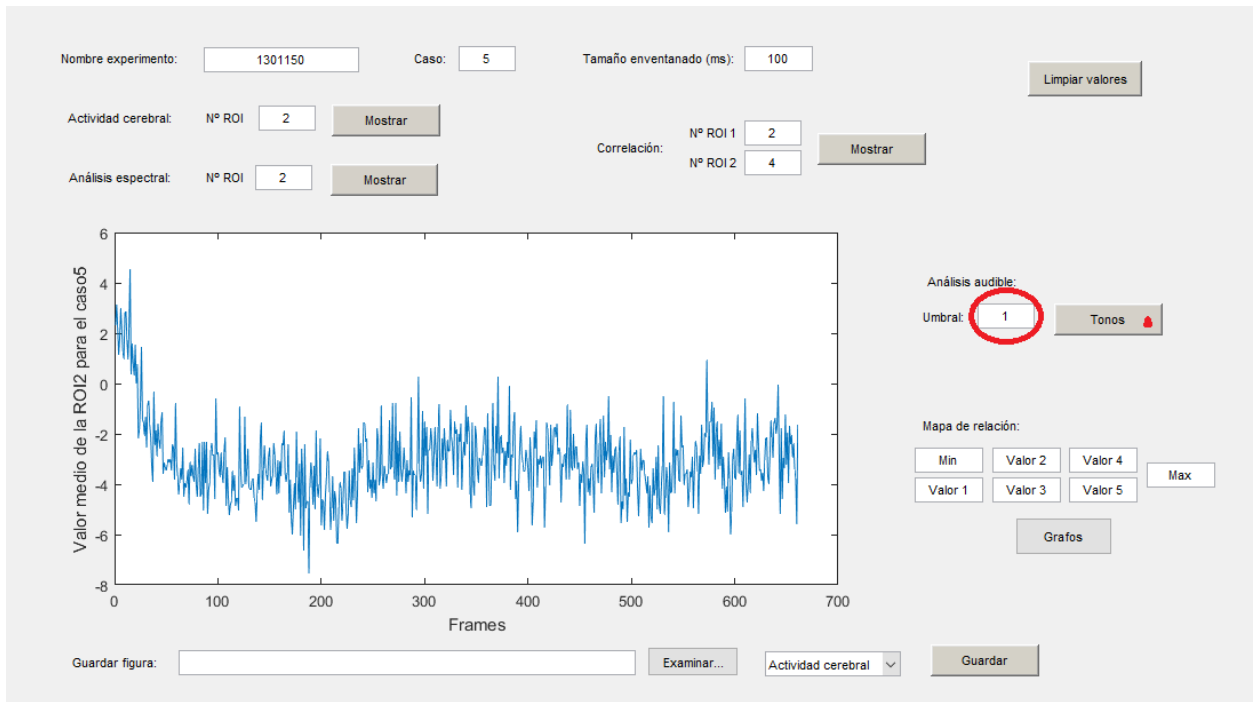 Nombre experimento: 1301150 Caso: 5 Tamaño enventanado (ms): 100
Limpiar valores
Actividad cerebral: Nº ROI 2 Mostrar
Correlación: Nº ROI 1 2 Mostrar
Nº ROI 2 4
Análisis espectral: Nº ROI 2 Mostrar
Valor medio de la ROI2 para el caso5
6
4
2
0
-2
-4
-6
-8
0 100 200 300 400 500 600 700
Frames
Análisis audible:
Umbral: 1 Tonos
Mapa de relación:
Min Valor 2 Valor 4 Max
Valor 1 Valor 3 Valor 5
Grafos
Guardar figura: Examinar... Actividad cerebral Guardar